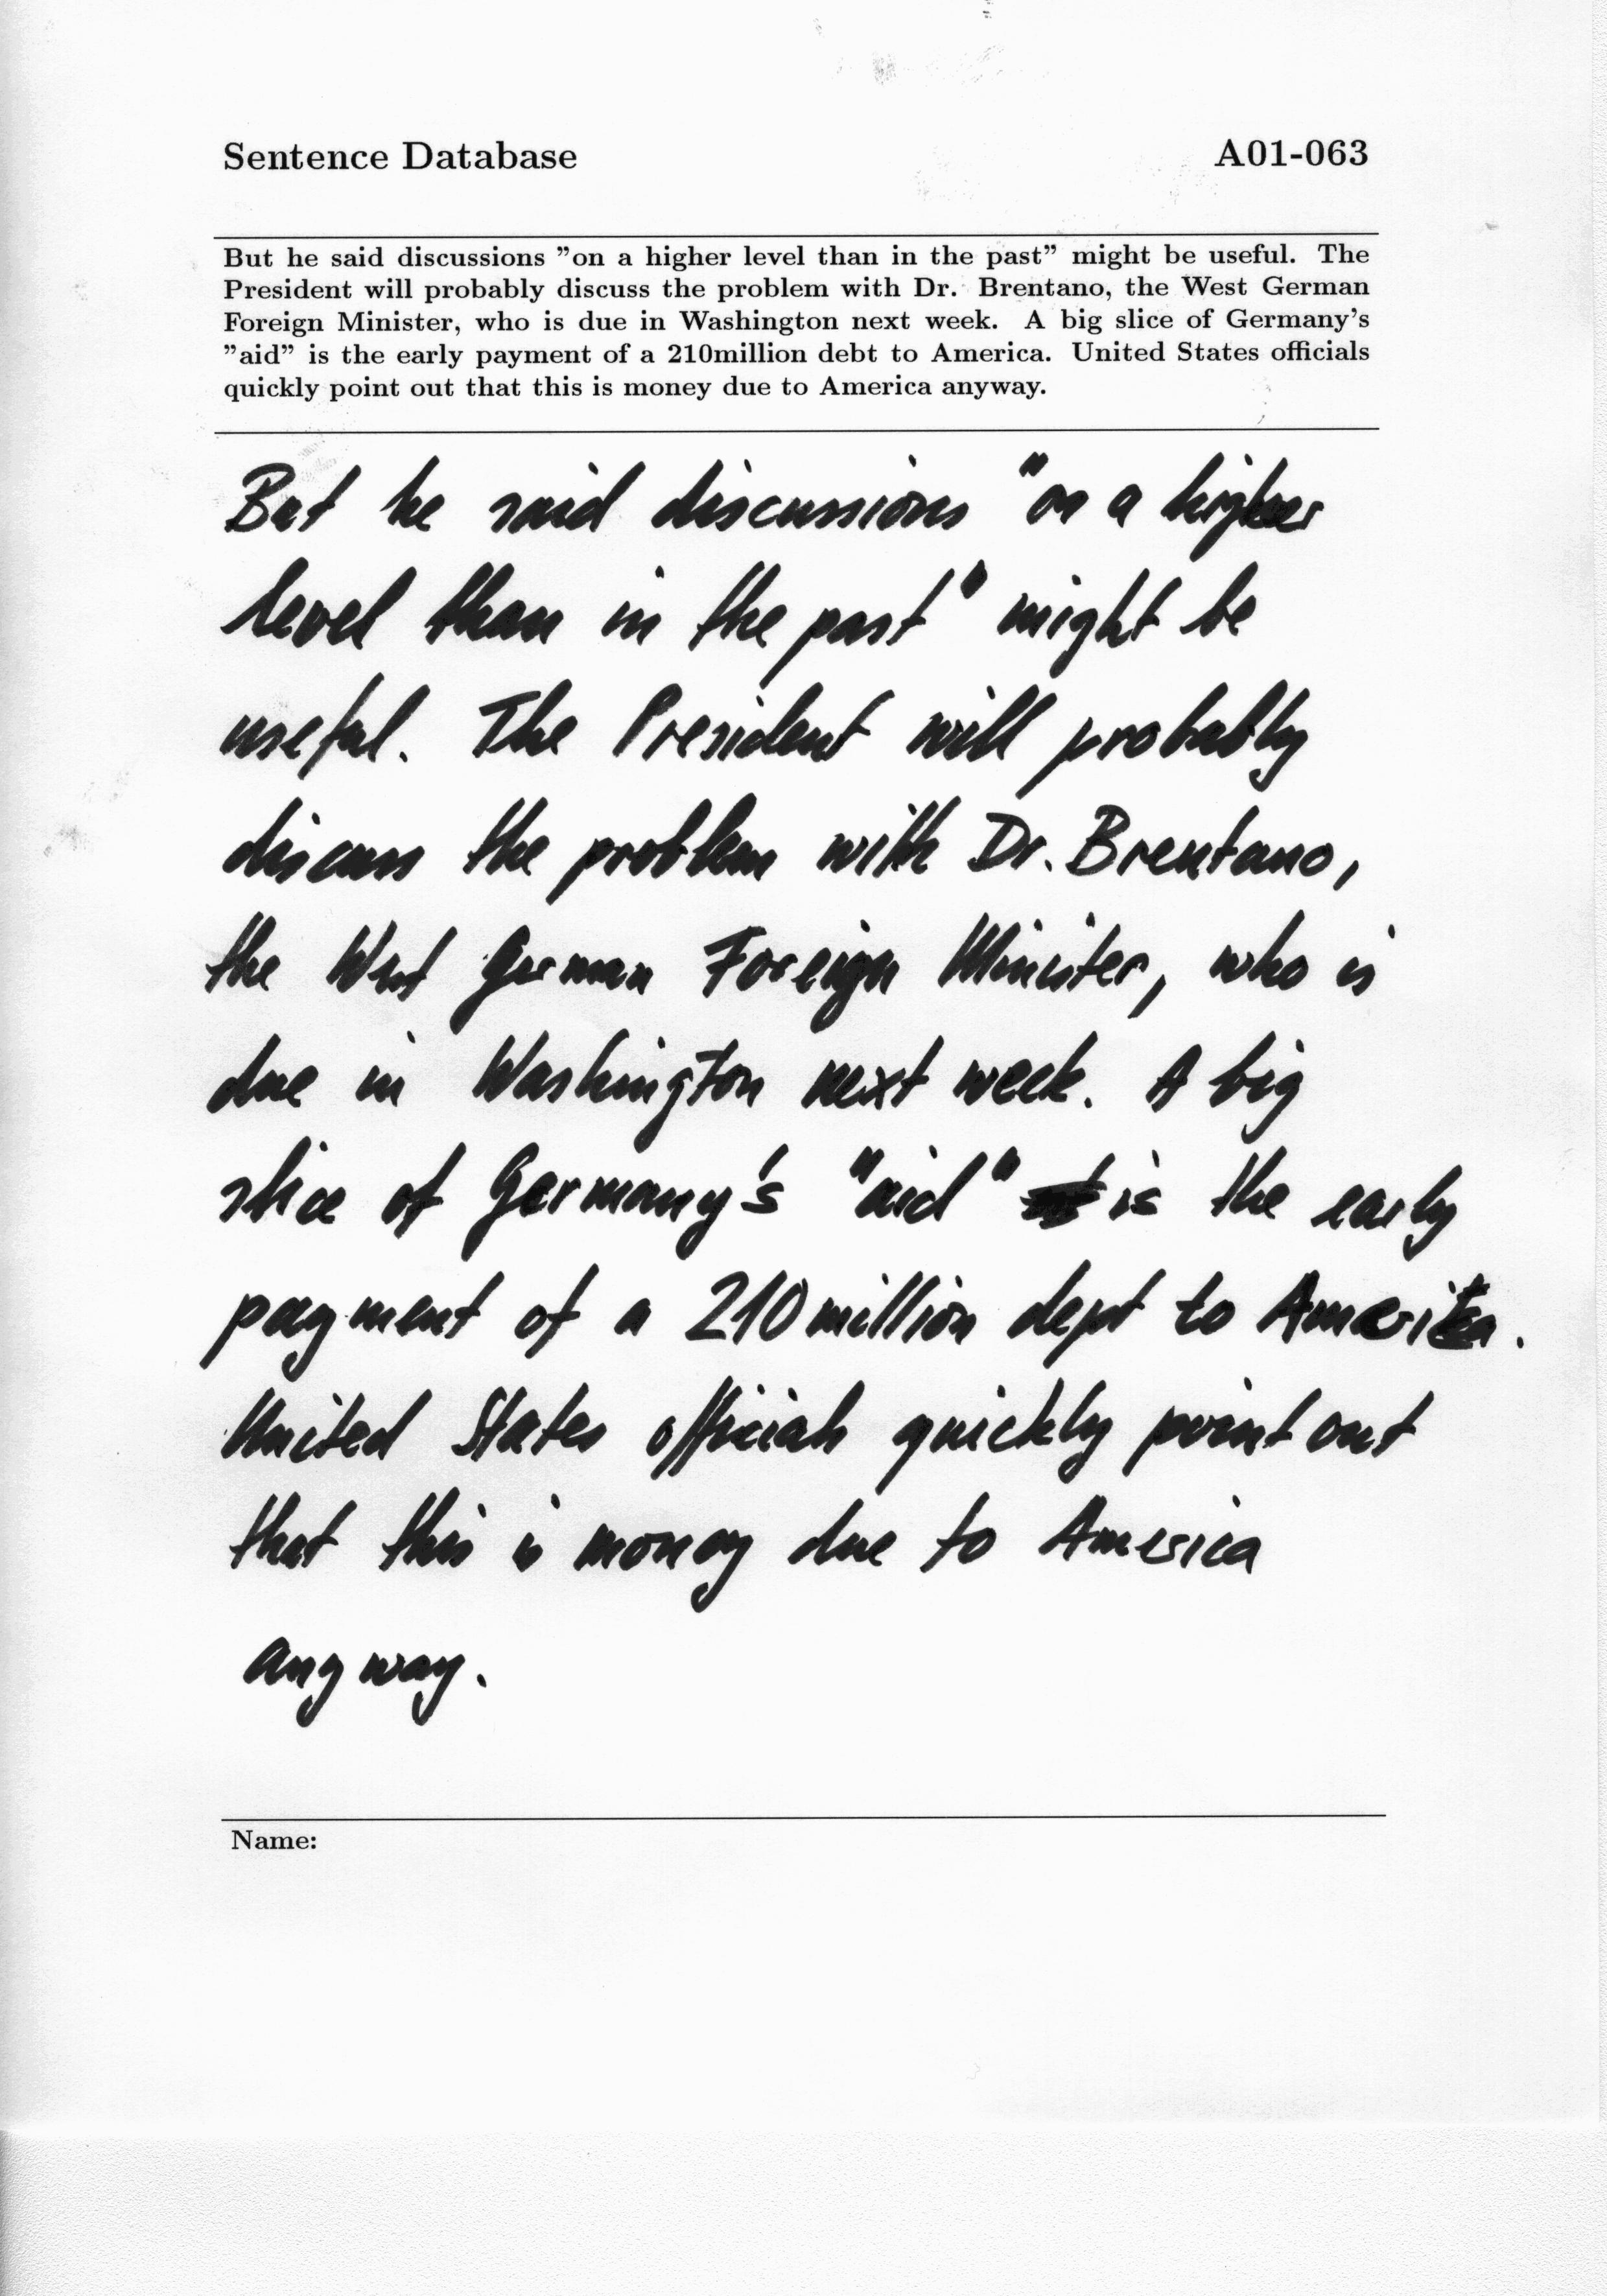 Sentence Database A01-063
But he said discussions ”on a higher level than in the past” might be useful. The
President will probably discuss the problem with Dr. Brentano, the West German
Foreign Minister, who is due in Washington next week. A big slice of Germany’s
”aid” is the early payment of a 210million debt to America. United States officials
quickly point out that this is money due to America anyway.
But he said discussions "on a higher
level than in the past" might be
useful. The President will probably
discuss the problem with Dr. Brentano,
the West German Foreign Minister, who is
due in Washington next week. A big
slice of Germany's "aid" is the early
payment of a 210million dept to America.
United States officials quickly point out
that this is money due to America
anyway.
Name: